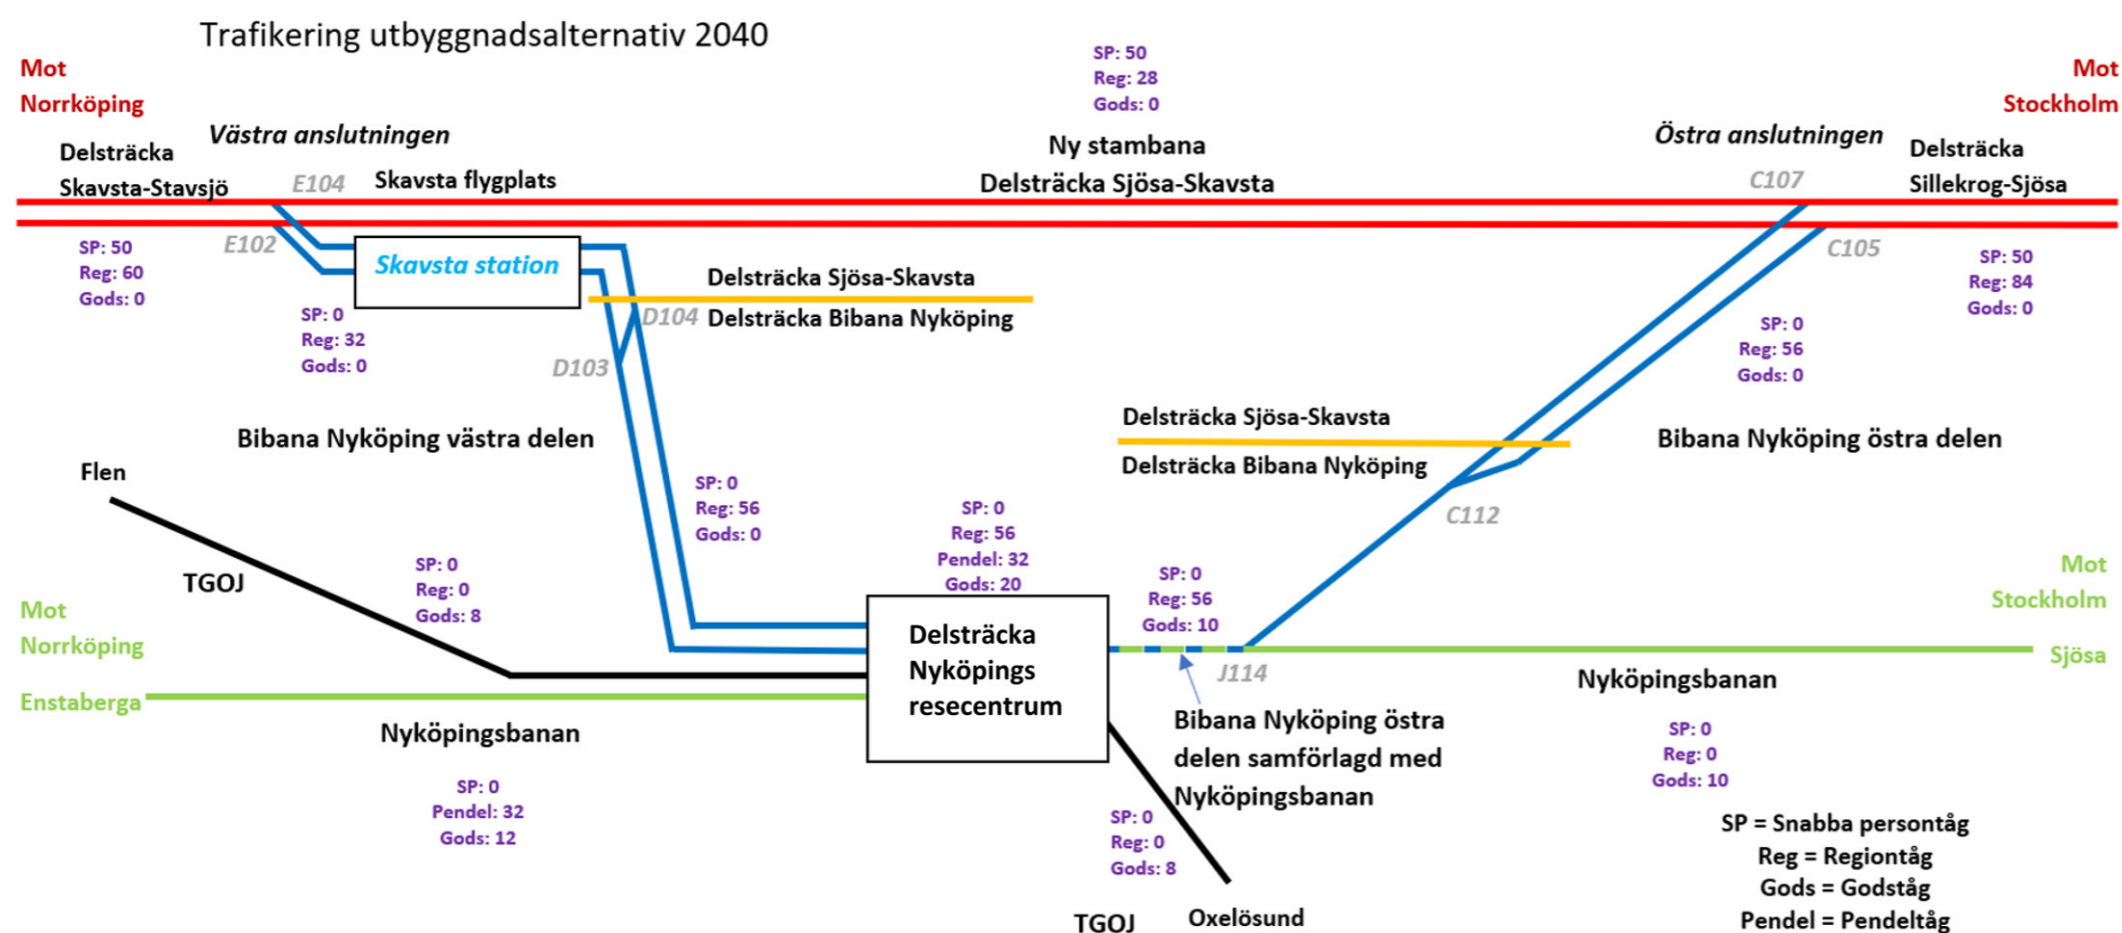 Trafikering utbyggnadsalternativ 2040
Mot
Norrköping
SP: 50
Reg: 28
Gods: 0
Mot
Stockholm
Västra anslutningen
Östra anslutningen
Delsträcka
Skavsta-Stavsjö
E104
Skavsta flygplats
Ny stambana
Delsträcka Sjösa-Skavsta
C107
Delsträcka
Sillekrog-Sjösa
E102
C105
SP: 50
Reg: 60
Gods: 0
Skavsta station
SP: 50
Reg: 84
Gods: 0
Delsträcka Sjösa-Skavsta
Delsträcka Bibana Nyköping
D104
D103
SP: 0
Reg: 32
Gods: 0
SP: 0
Reg: 56
Gods: 0
Bibana Nyköping västra delen
Delsträcka Sjösa-Skavsta
Delsträcka Bibana Nyköping
Bibana Nyköping östra delen
Flen
C112
SP: 0
Reg: 56
Gods: 0
SP: 0
Reg: 56
Pendel: 32
Gods: 20
TGOJ
SP: 0
Reg: 0
Gods: 8
SP: 0
Reg: 56
Gods: 10
Mot
Stockholm
Mot
Norrköping
Delsträcka
Nyköpings
resecentrum
Sjösa
J114
Enstaberga
Nyköpingsbanan
Nyköpingsbanan
Bibana Nyköping östra
delen samförlagd med
Nyköpingsbanan
SP: 0
Pendel: 32
Gods: 12
SP: 0
Reg: 0
Gods: 10
SP: 0
Reg: 0
Gods: 8
TGOJ
Oxelösund
SP = Snabba persontåg
Reg = Regiontåg
Gods = Godståg
Pendel = Pendeltåg